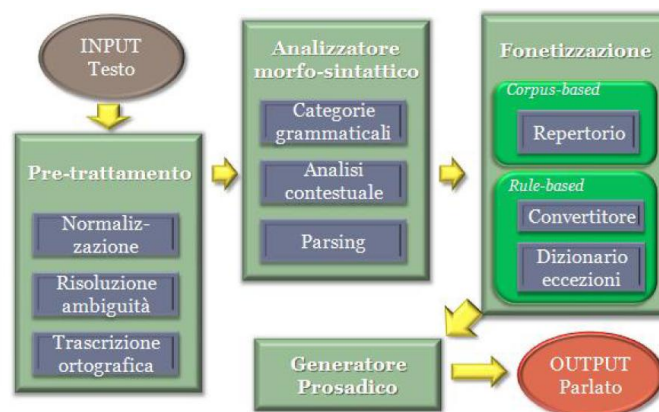 INPUT
Testo
Pre-trattamento
Normaliz-
zazione
Risoluzione
ambiguità
Trascrizione
ortografica
Analizzatore
morfo-sintattico
Categorie
grammaticali
Analisi
contestuale
Parsing
Fonetizzazione
Corpus-based
Repertorio
Rule-based
Convertitore
Dizionario
eccezioni
Generatore
Prosadico
OUTPUT
Parlato